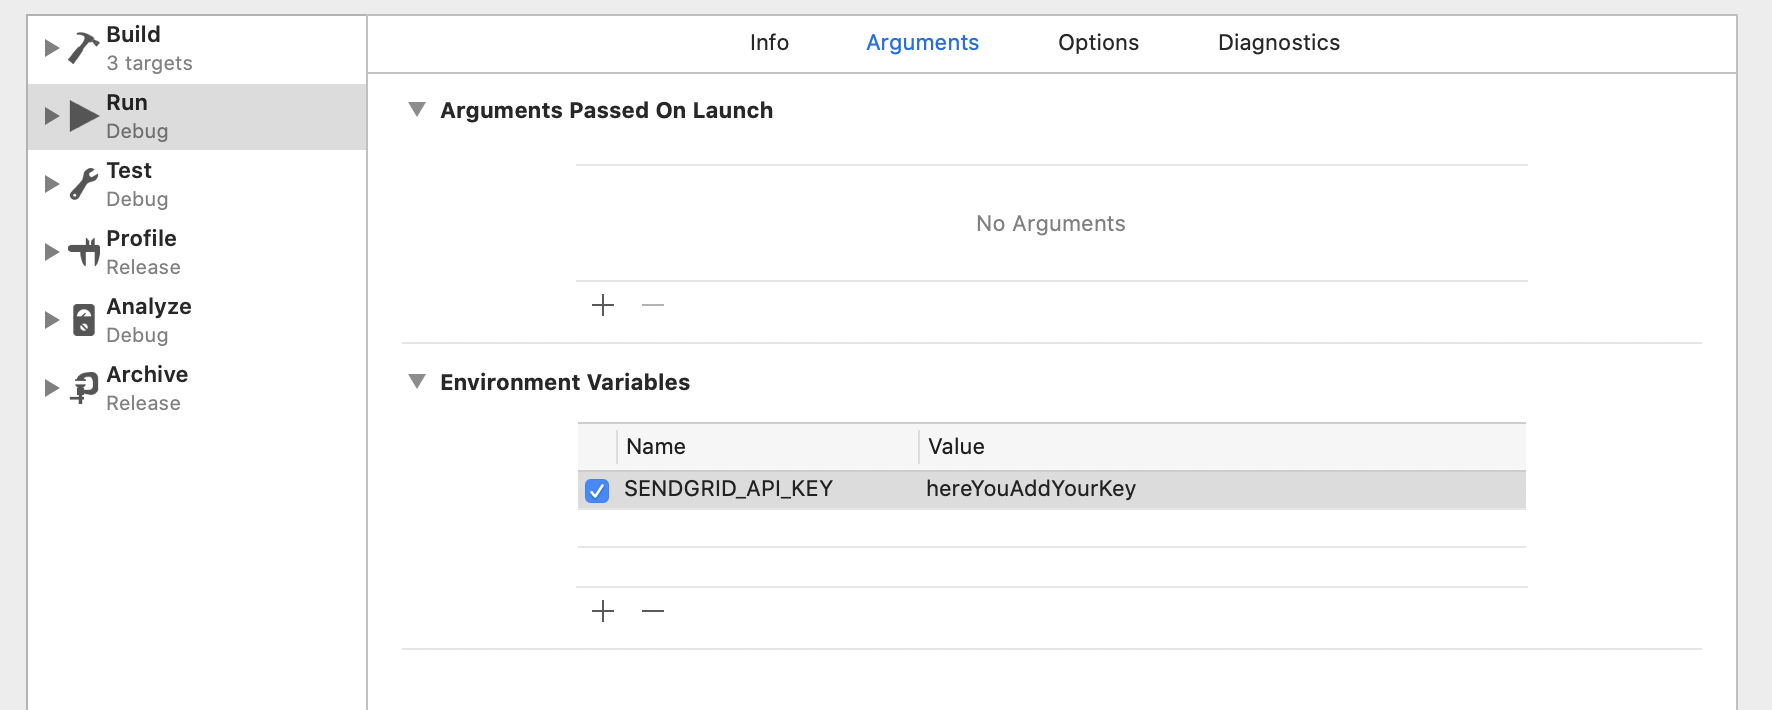 Build
3 targets
Run
Debug
Test
Debug
Profile
Release
Analyze
Debug
Archive
Release
Info Arguments Options Diagnostics
Arguments Passed On Launch
No Arguments
Environment Variables
Name Value
SENDGRID_API_KEY hereYouAddYourKey